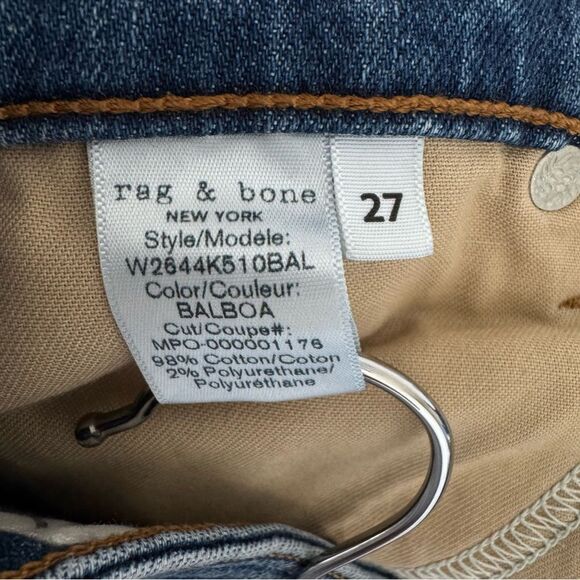 rag & bone
NEW YORK
Style/Modèle:
W2644K510BAL
Color/Couleur:
BALBOA
Cut/Coupe#:
MPO-000001176
98% Cotton/Coton
2% Polyurethane/
Polyuréthane
27